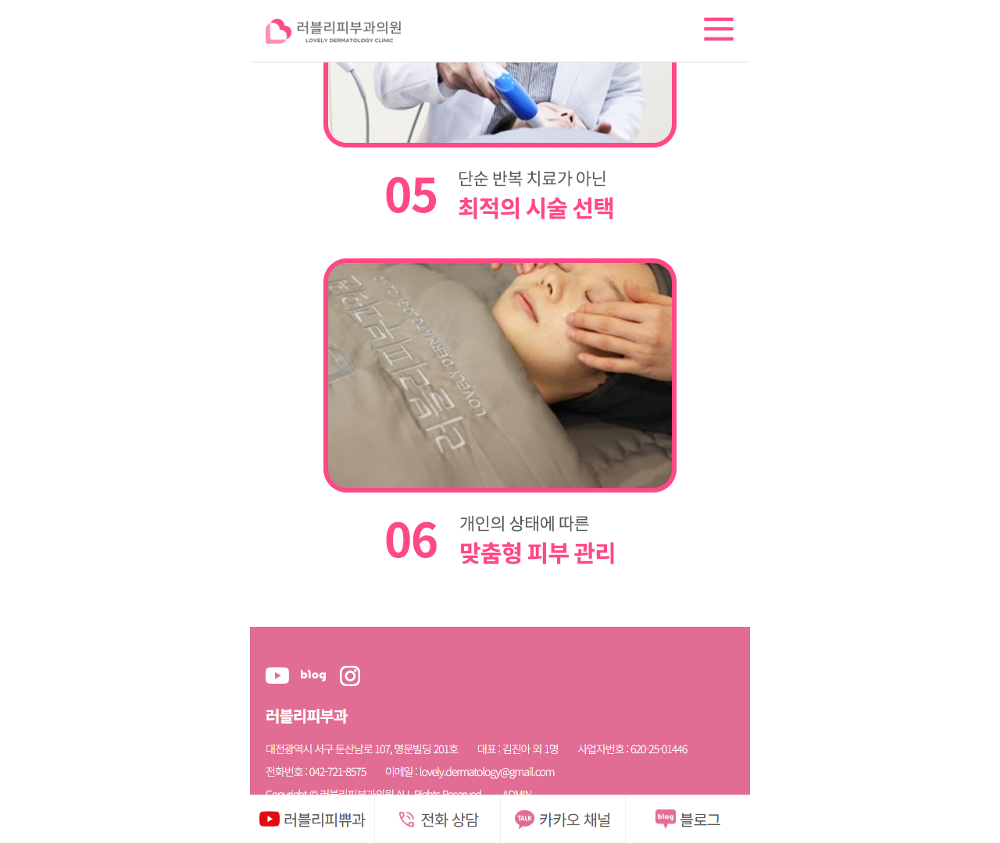 러블리피부과의원
LOVELY DERMATOLOGY CLINIC
05
단순 반복 치료가 아닌
최적의 시술 선택
러블리피부과
LOVELY DERMATOLOGY CLINIC
06
개인의 상태에 따른
맞춤형 피부 관리
blog
러블리피부과
대전광역시 서구 둔산남로 107, 명문빌딩 201호 대표 : 김진아 외 1명 사업자번호 : 620-25-01446
전화번호 : 042-721-8575 이메일 : lovely.dermatology@gmail.com
Copyright © 러블리피부과의원 ALL Rights Reserved. ADMIN
러블리피쀼과 전화 상담 TALK 카카오 채널 blog 블로그